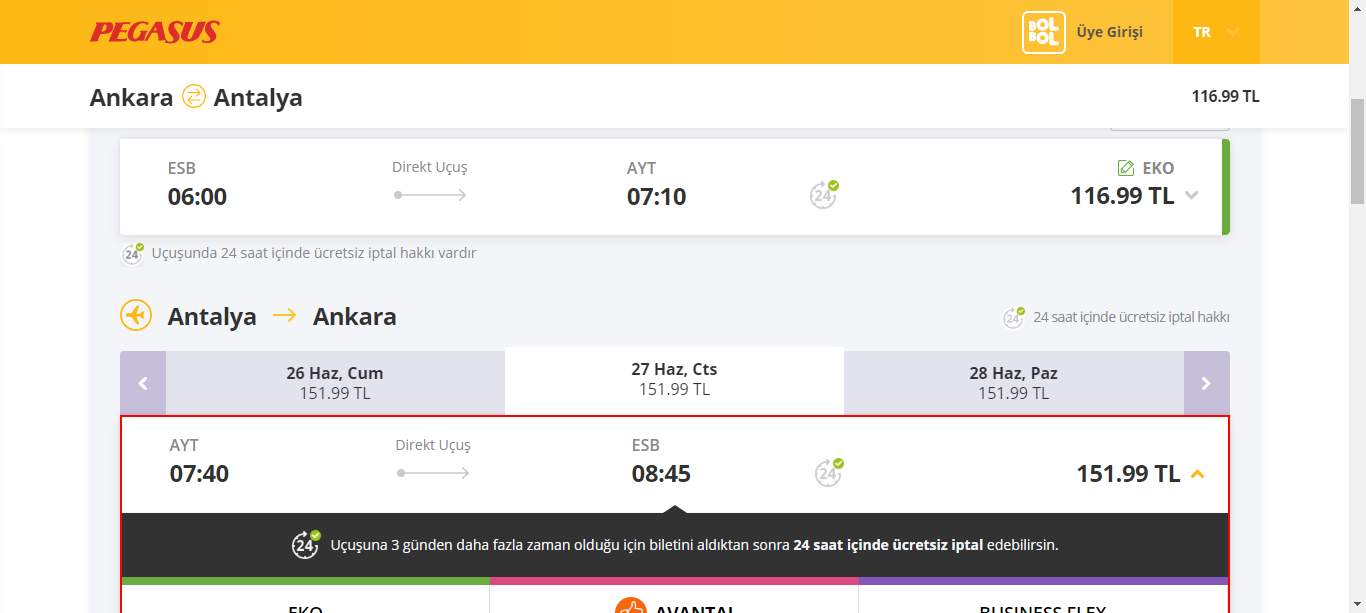 PEGASUS
BOL BOL
Üye Girişi
TR
Ankara Antalya
116.99 TL
ESB
Direkt Uçuş
AYT
EKO
06:00
07:10
24
116.99 TL
24 Uçuşunda 24 saat içinde ücretsiz iptal hakkı vardır
Antalya Ankara
24 24 saat içinde ücretsiz iptal hakkı
26 Haz, Cum
151.99 TL
27 Haz, Cts
151.99 TL
28 Haz, Paz
151.99 TL
AYT
Direkt Uçuş
ESB
07:40
08:45
24
151.99 TL
24 Uçuşuna 3 günden daha fazla zaman olduğu için biletini aldıktan sonra 24 saat içinde ücretsiz iptal edebilirsin.
EKO
AVANTAJ
BUSINESS FLEX